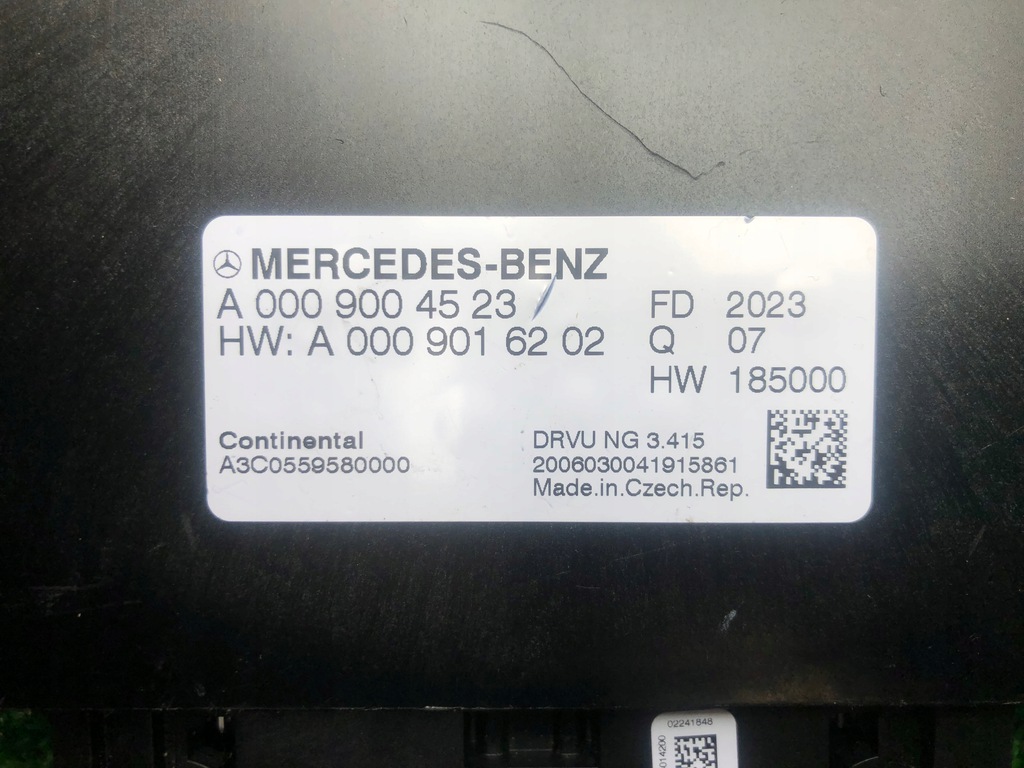 MERCEDES-BENZ
A 000 900 45 23 FD 2023
HW: A 000 901 62 02 Q 07
HW 185000
Continental DRVU NG 3.415
A3C0559580000 2006030041915861
Made.in.Czech.Rep.
02241848
014200